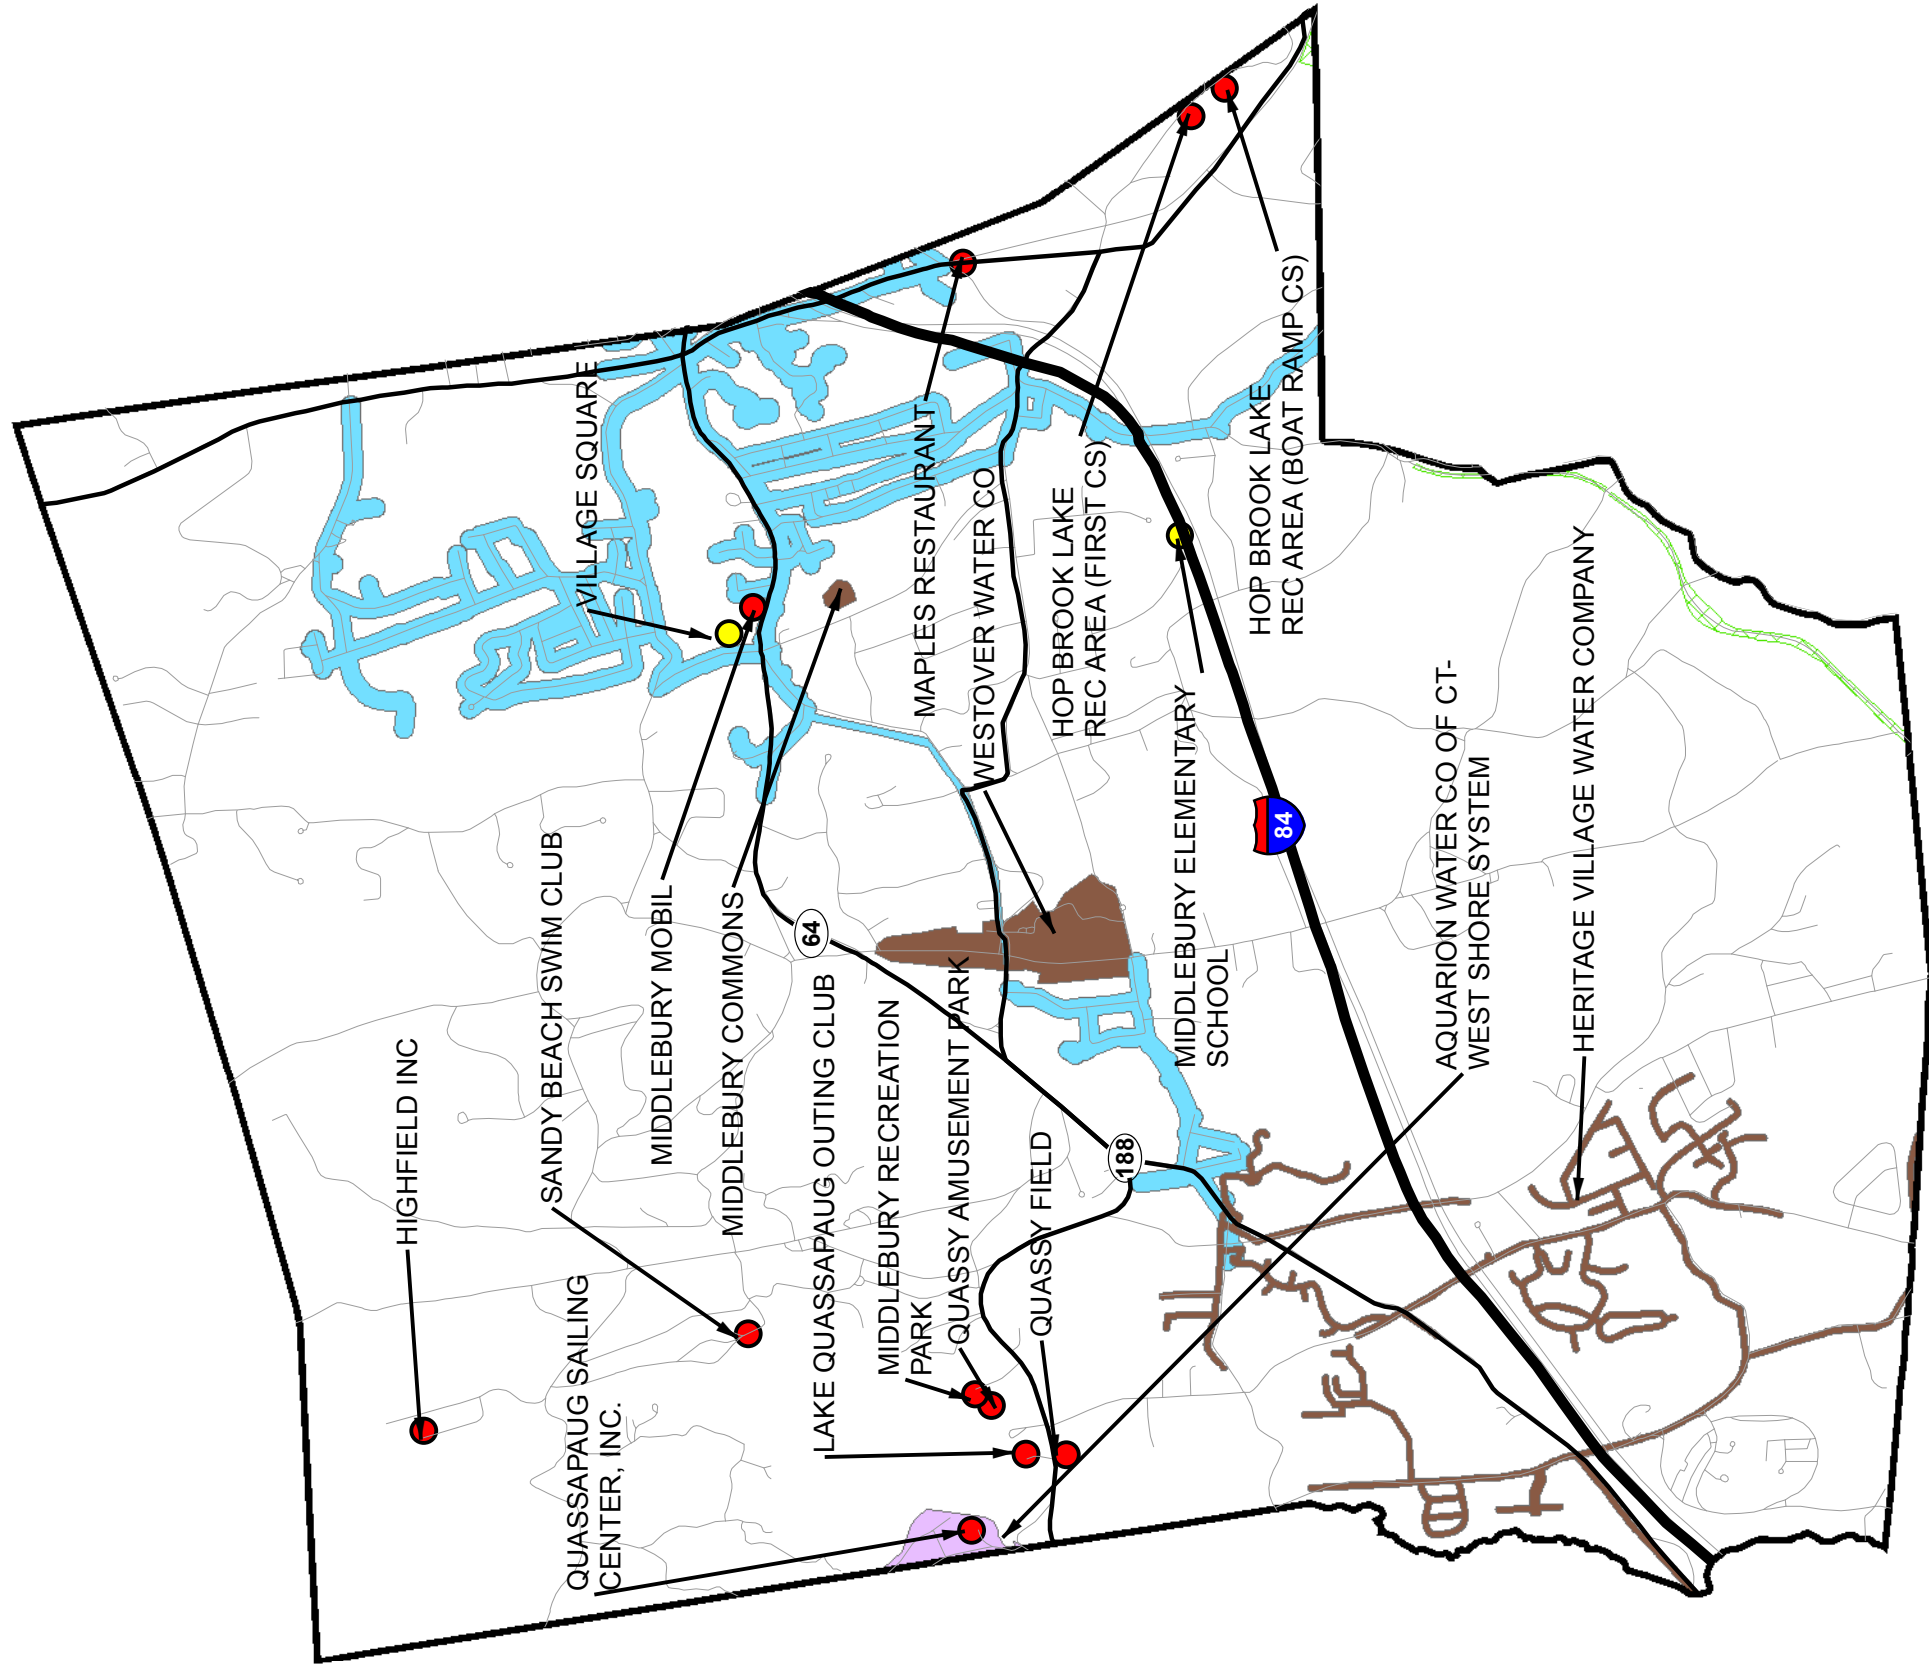 HIGHFIELD INC
SANDY BEACH SWIM CLUB
QUASSAPAUG SAILING
CENTER, INC.
VILLAGE SQUARE
MIDDLEBURY MOBIL
MIDDLEBURY COMMONS
64
LAKE QUASSAPAUG OUTING CLUB
MIDDLEBURY RECREATION
PARK
QUASSY AMUSEMENT PARK
MAPLES RESTAURANT
WESTOVER WATER CO
QUASSY FIELD
HOP BROOK LAKE
REC AREA (FIRST CS)
188
MIDDLEBURY ELEMENTARY
SCHOOL
HOP BROOK LAKE
REC AREA (BOAT RAMP CS)
84
AQUARION WATER CO OF CT-
WEST SHORE SYSTEM
HERITAGE VILLAGE WATER COMPANY